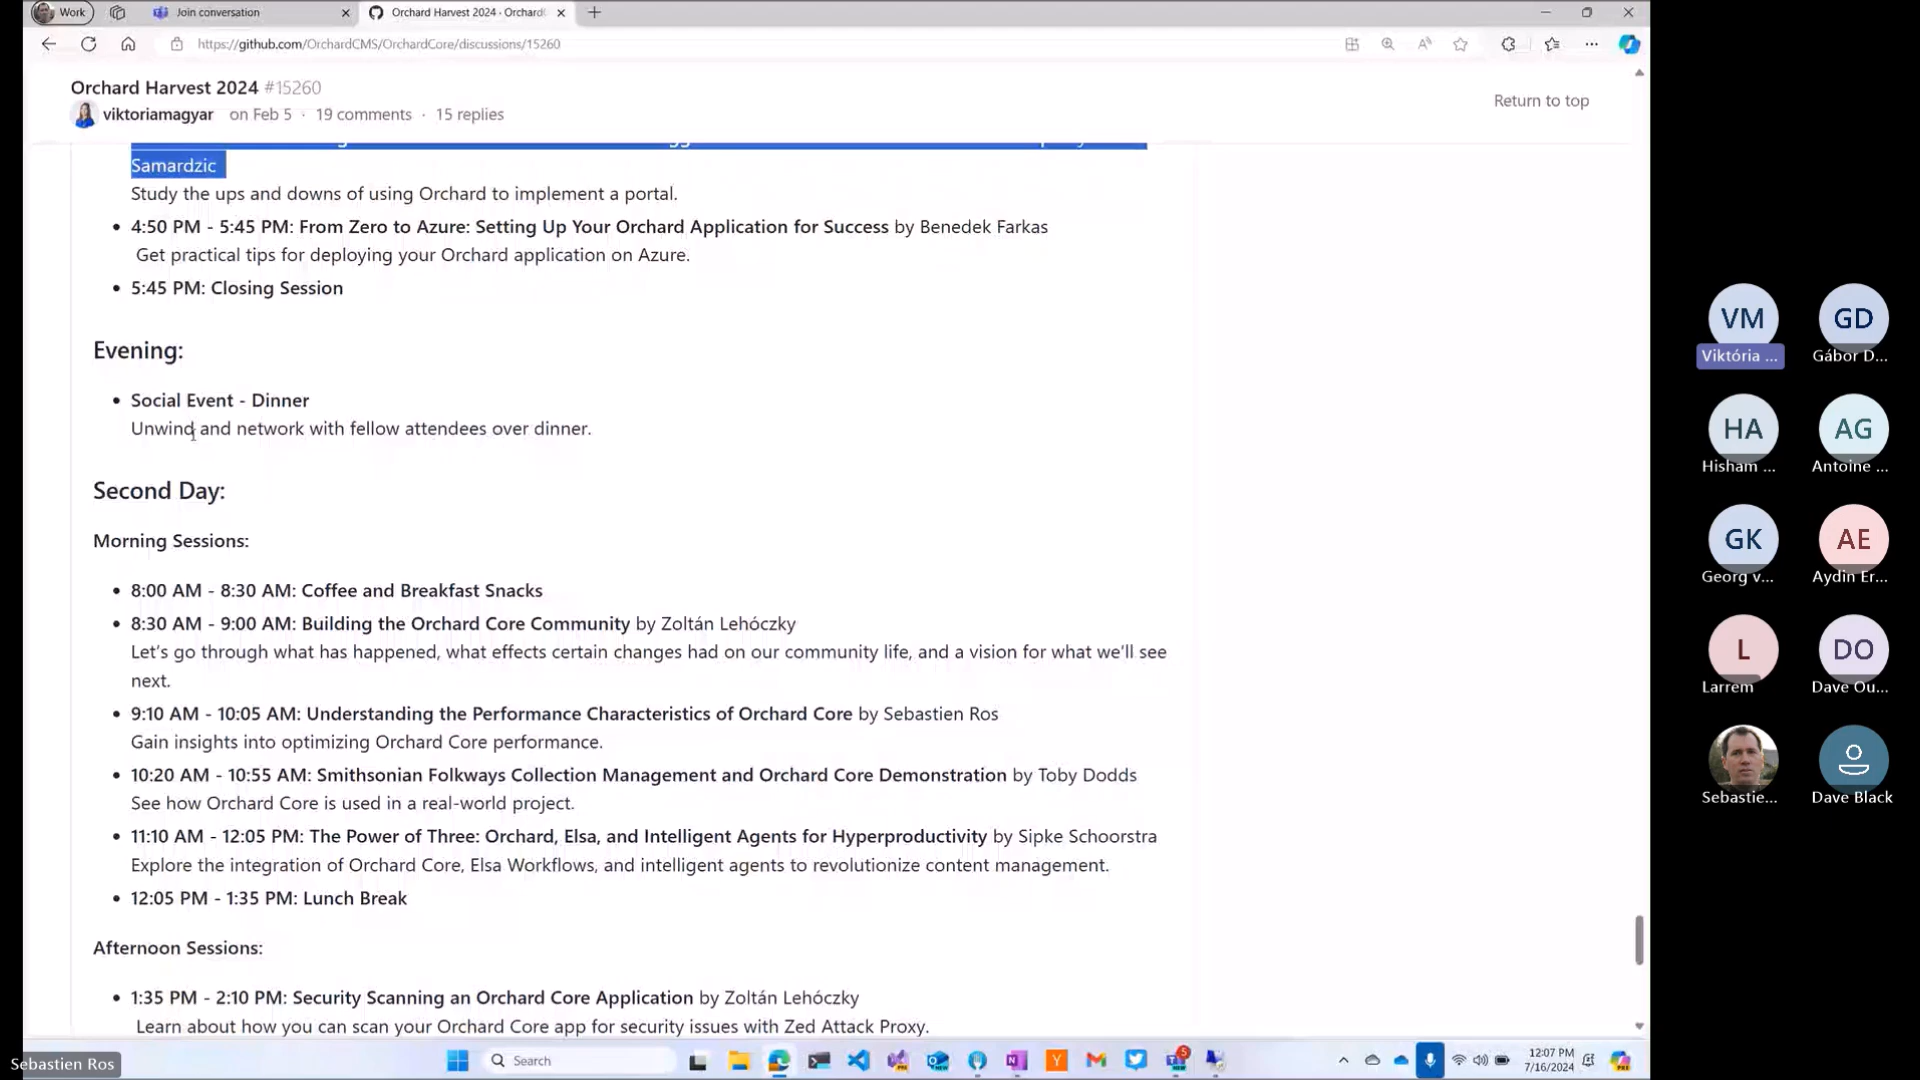 Work
Join conversation
Orchard Harvest 2024 · Orchard
https://github.com/OrchardCMS/OrchardCore/discussions/15260
Orchard Harvest 2024 #15260
viktoriamagyar on Feb 5 · 19 comments · 15 replies
Return to top
Samardzic
Study the ups and downs of using Orchard to implement a portal.
• 4:50 PM - 5:45 PM: From Zero to Azure: Setting Up Your Orchard Application for Success by Benedek Farkas
Get practical tips for deploying your Orchard application on Azure.
• 5:45 PM: Closing Session
Evening:
• Social Event - Dinner
Unwind and network with fellow attendees over dinner.
Second Day:
Morning Sessions:
• 8:00 AM - 8:30 AM: Coffee and Breakfast Snacks
• 8:30 AM - 9:00 AM: Building the Orchard Core Community by Zoltán Lehóczky
Let's go through what has happened, what effects certain changes had on our community life, and a vision for what we'll see
next.
• 9:10 AM - 10:05 AM: Understanding the Performance Characteristics of Orchard Core by Sebastien Ros
Gain insights into optimizing Orchard Core performance.
• 10:20 AM - 10:55 AM: Smithsonian Folkways Collection Management and Orchard Core Demonstration by Toby Dodds
See how Orchard Core is used in a real-world project.
• 11:10 AM - 12:05 PM: The Power of Three: Orchard, Elsa, and Intelligent Agents for Hyperproductivity by Sipke Schoorstra
Explore the integration of Orchard Core, Elsa Workflows, and intelligent agents to revolutionize content management.
• 12:05 PM - 1:35 PM: Lunch Break
Afternoon Sessions:
• 1:35 PM - 2:10 PM: Security Scanning an Orchard Core Application by Zoltán Lehóczky
Learn about how you can scan your Orchard Core app for security issues with Zed Attack Proxy.
VM
Viktória ...
GD
Gábor D...
HA
Hisham ...
AG
Antoine ...
GK
Georg v...
AE
Aydin Er...
L
Larrem
DO
Dave Ou...
Sebastie...
Dave Black
Sebastien Ros
Search
5
12:07 PM
7/16/2024